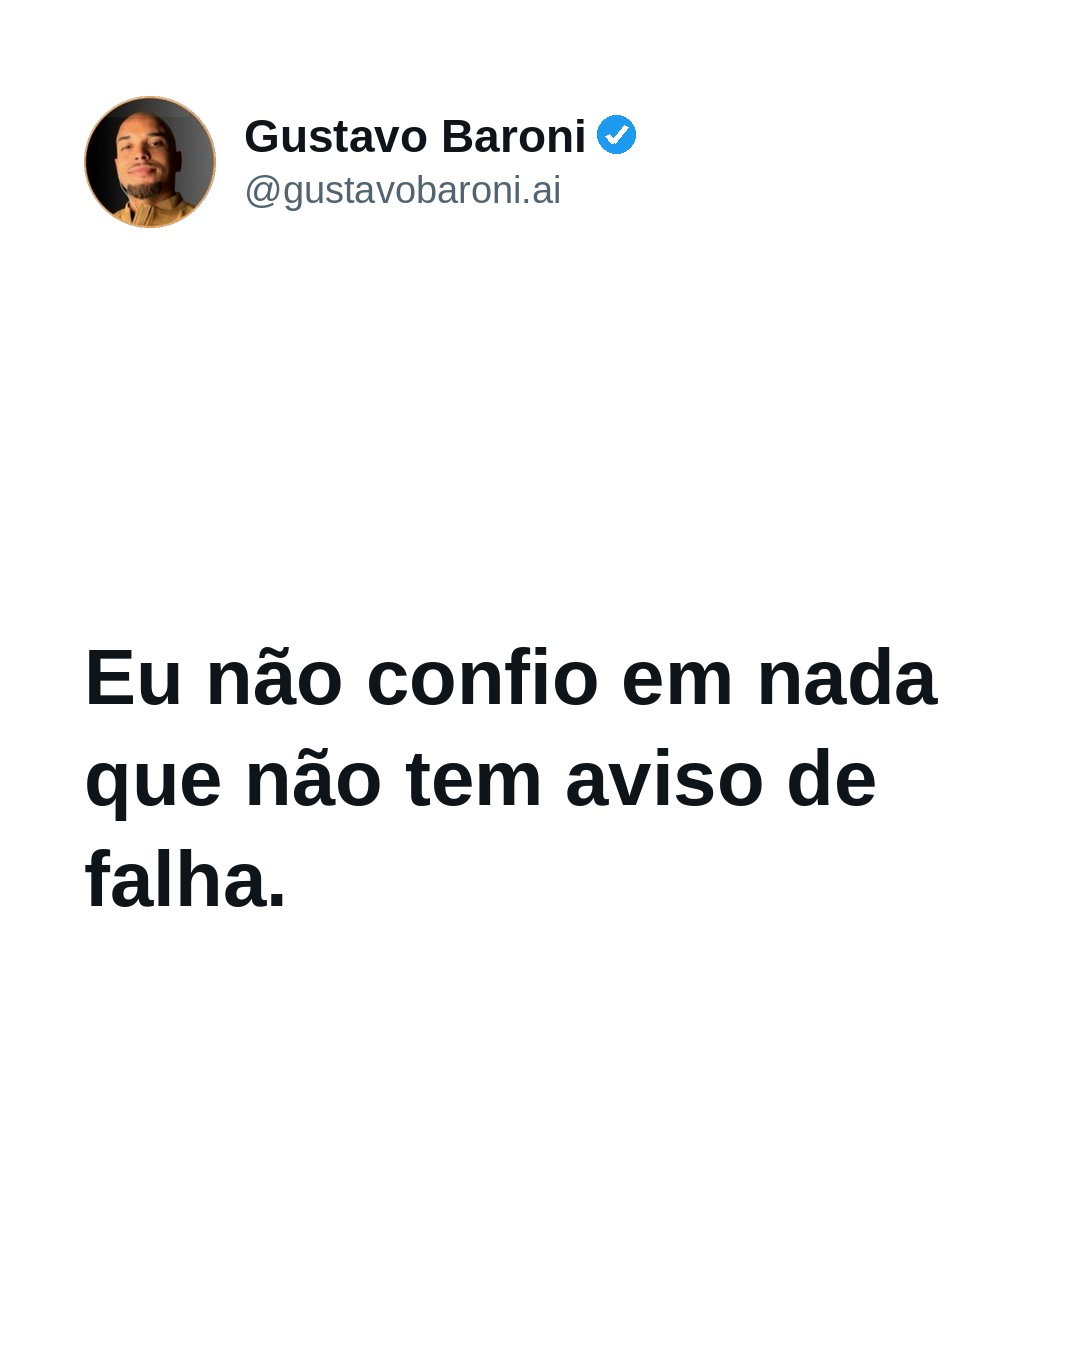 Gustavo Baroni
@gustavobaroni.ai
Eu não confio em nada
que não tem aviso de
falha.